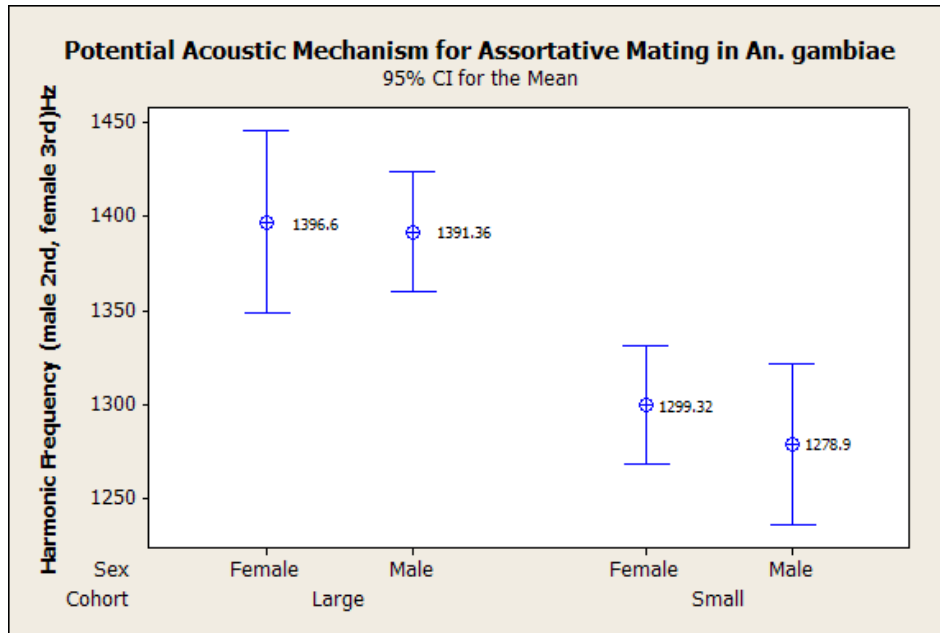 Potential Acoustic Mechanism for Assortative Mating in An. gambiae
95% CI for the Mean
Harmonic Frequency (male 2nd, female 3rd)Hz
1450
1400
1350
1300
1250
1396.6
1391.36
1299.32
1278.9
Sex Female Male Female Male
Cohort Large Small